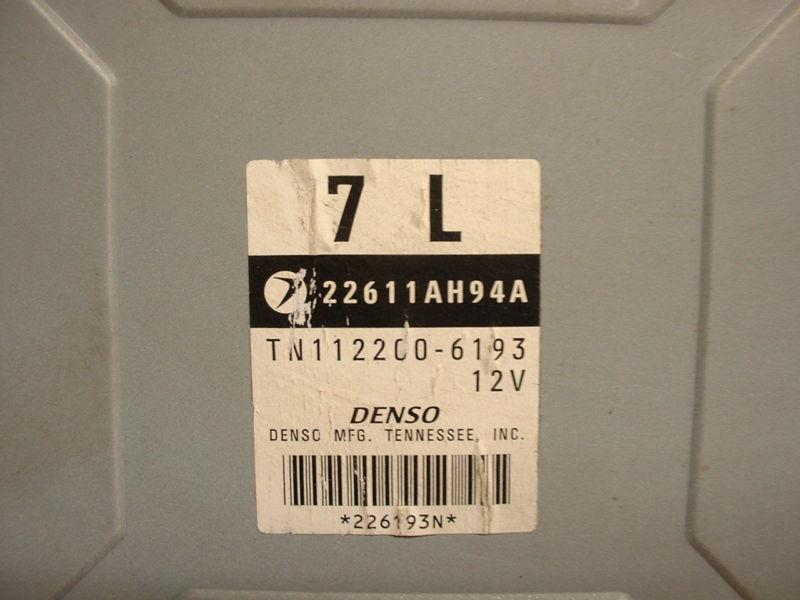 7 L
22611AH94A
TN112200-6193
12V
DENSO
DENSO MFG. TENNESSEE, INC.
*226193N*